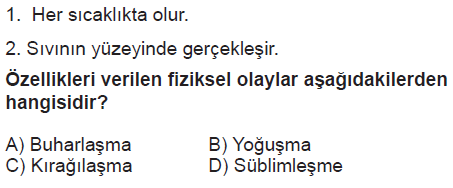 1. Her sıcaklıkta olur.
2. Sıvının yüzeyinde gerçekleşir.
Özellikleri verilen fiziksel olaylar aşağıdakilerden
hangisidir?
A) Buharlaşma B) Yoğuşma
C) Kırağılaşma D) Süblimleşme